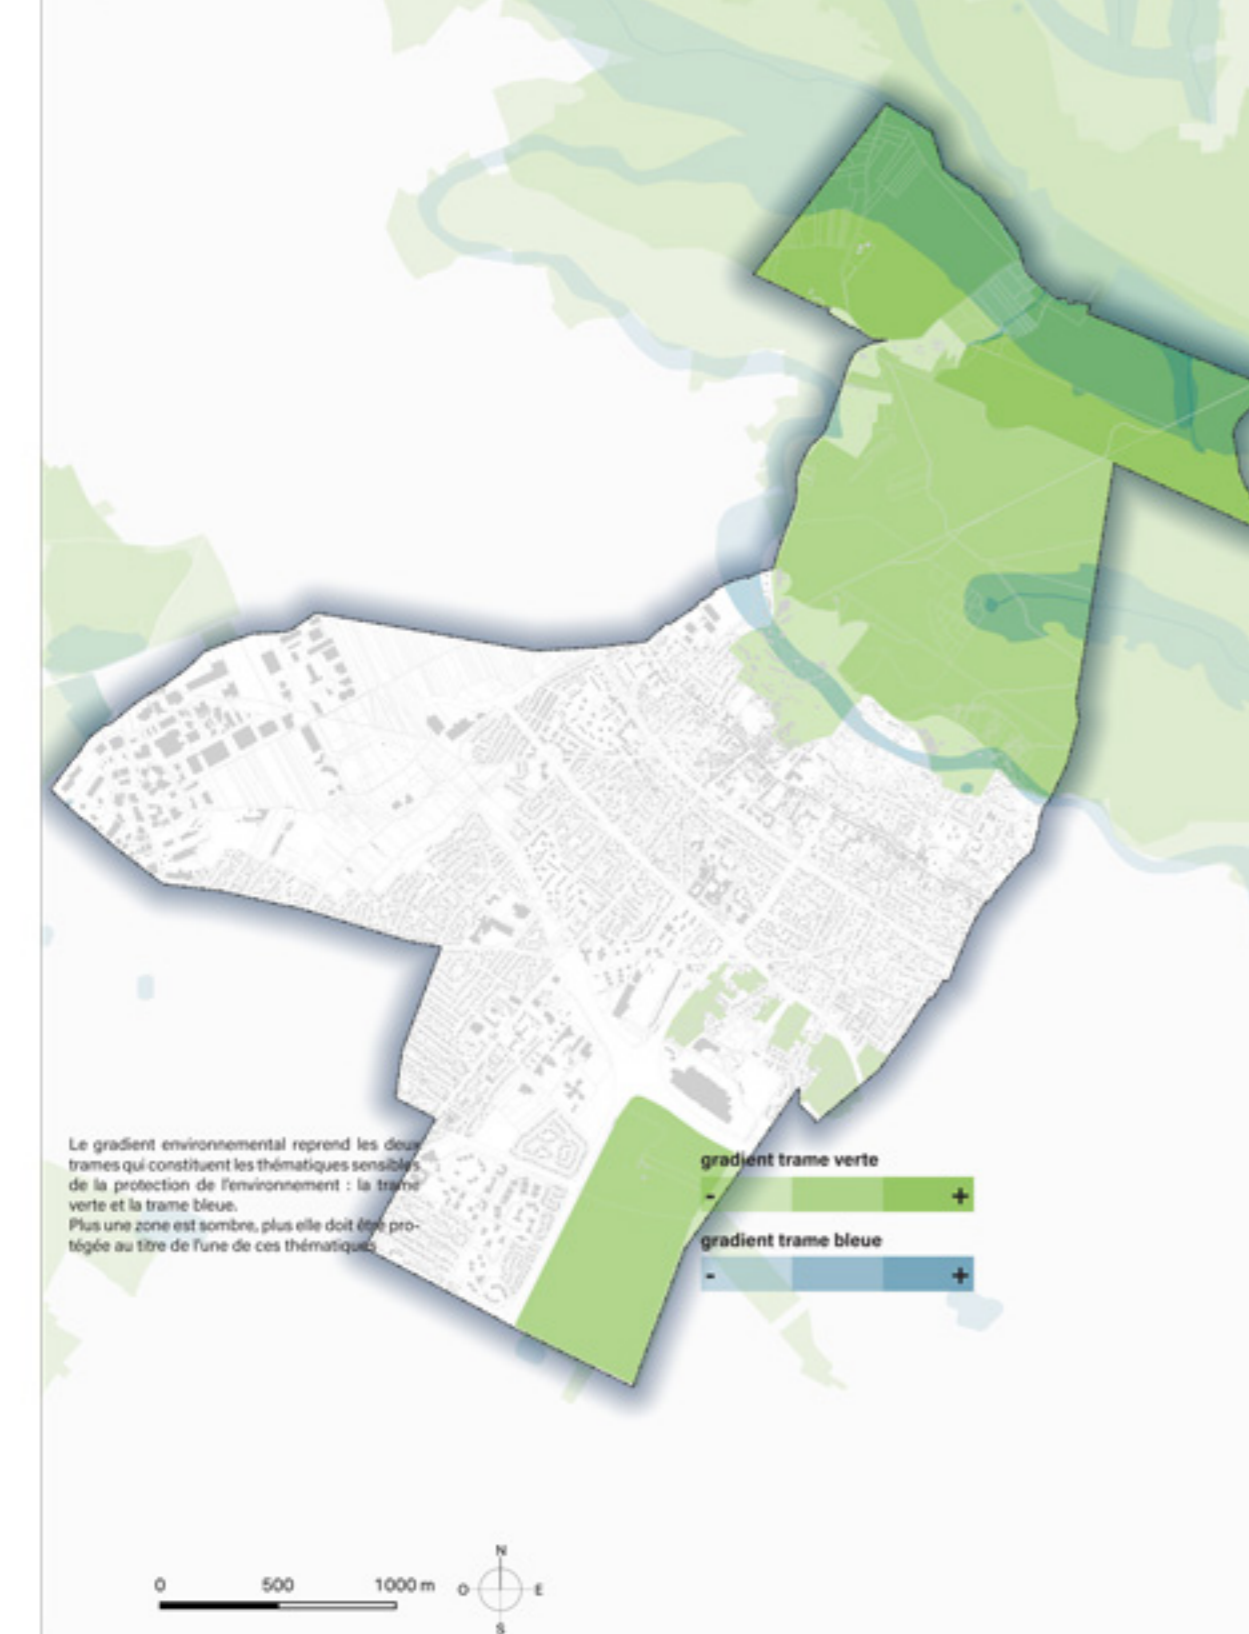 Le gradient environnemental reprend les deux
trames qui constituent les thématiques sensibles
de la protection de l'environnement : la trame
verte et la trame bleue.
Plus une zone est sombre, plus elle doit être pro-
tégée au titre de l'une de ces thématiques.
gradient trame verte
- +
gradient trame bleue
- +
0 500 1000 m
N
O E
S